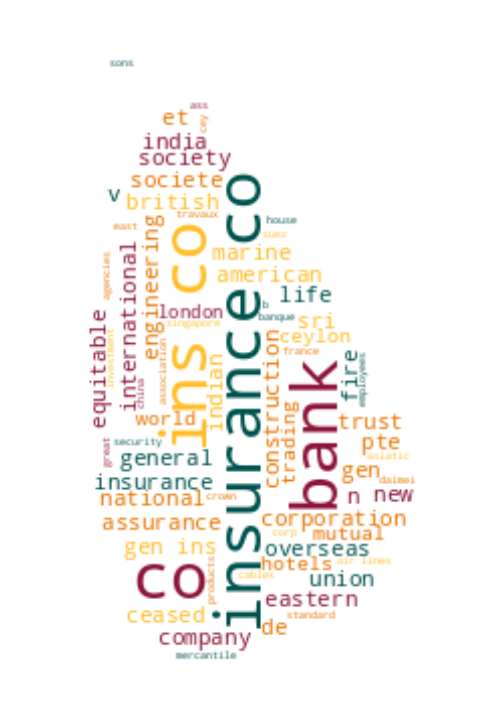 sons
ass
et
cey
india
society
societe
v
british
co
travaux
east
house
suez
engineering
marine
international
american
agencies
ins co
insurance co
life
b
london
banque
singapore
sri
ceylon
equitable
investment
indian
construction
france
fire
employees
association
china
bank
world
trading
trust
security
pte
great
general
asiatic
gen
insurance
daimei
national
crown
n
new
assurance
corporation
corp
mutual
gen ins
overseas
hotels
air lines
co
products
cables
union
eastern
ceased
standard
de
company
mercantile